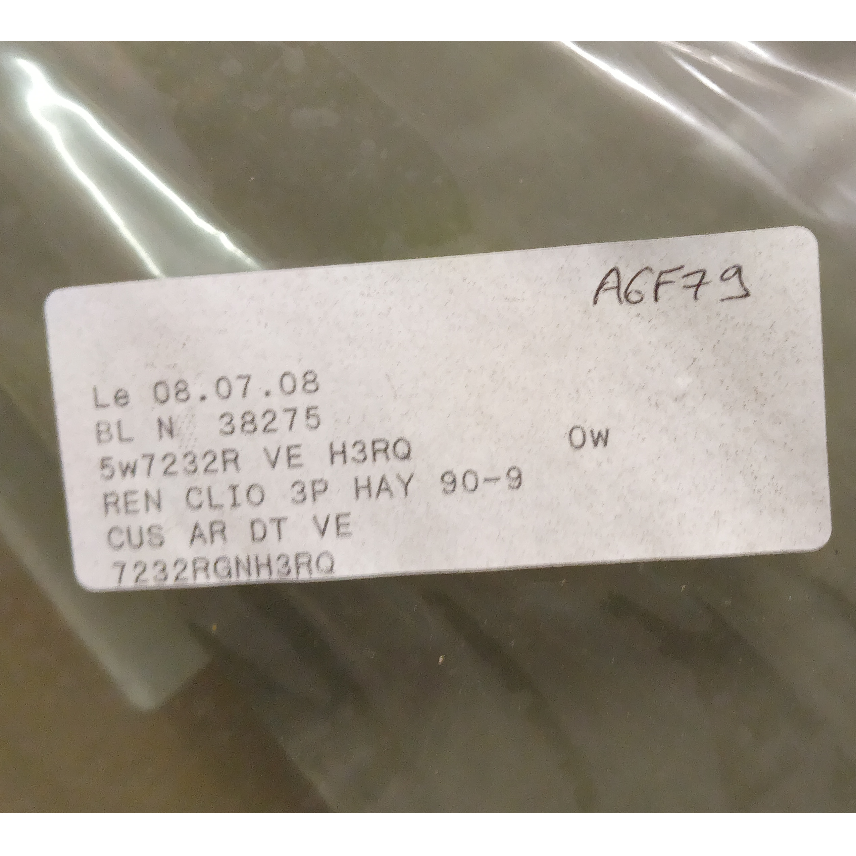 A6F79
Le 08.07.08
BL N 38275
5w7232R VE H3RQ 0w
REN CLIO 3P HAY 90-9
CUS AR DT VE
7232RGNH3RQ